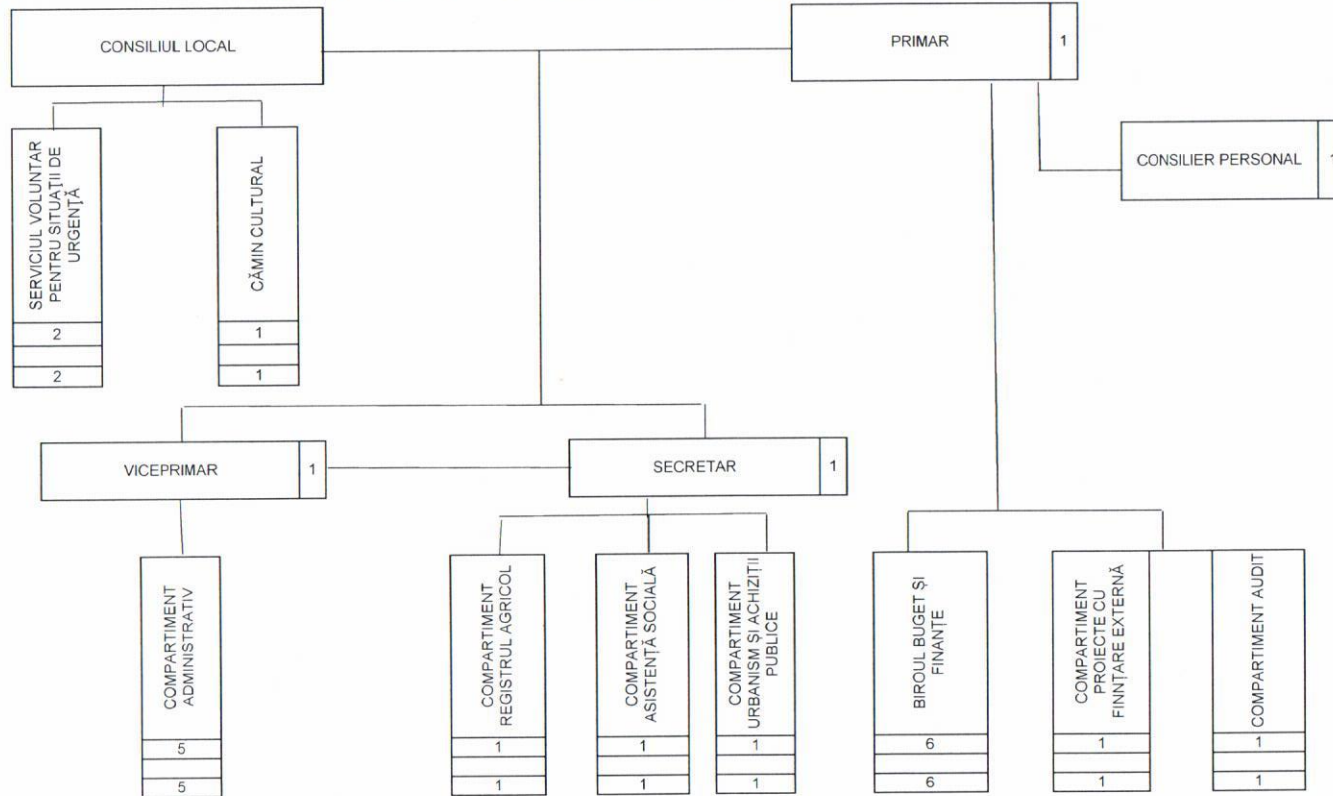 CONSILIUL LOCAL
PRIMAR
1
CONSILIER PERSONAL
1
SERVICIUL VOLUNTAR
PENTRU SITUAȚII DE
URGENȚĂ
2
2
CĂMIN CULTURAL
1
1
VICEPRIMAR
1
SECRETAR
1
COMPARTIMENT
ADMINISTRATIV
5
5
COMPARTIMENT
REGISTRUL AGRICOL
1
1
COMPARTIMENT
ASISTENȚĂ SOCIALĂ
1
1
COMPARTIMENT
URBANISM ȘI ACHIZIȚII
PUBLICE
1
1
BIROUL BUGET ȘI
FINANȚE
6
6
COMPARTIMENT
PROIECTE CU
FINNȚARE EXTERNĂ
1
1
COMPARTIMENT AUDIT
1
1